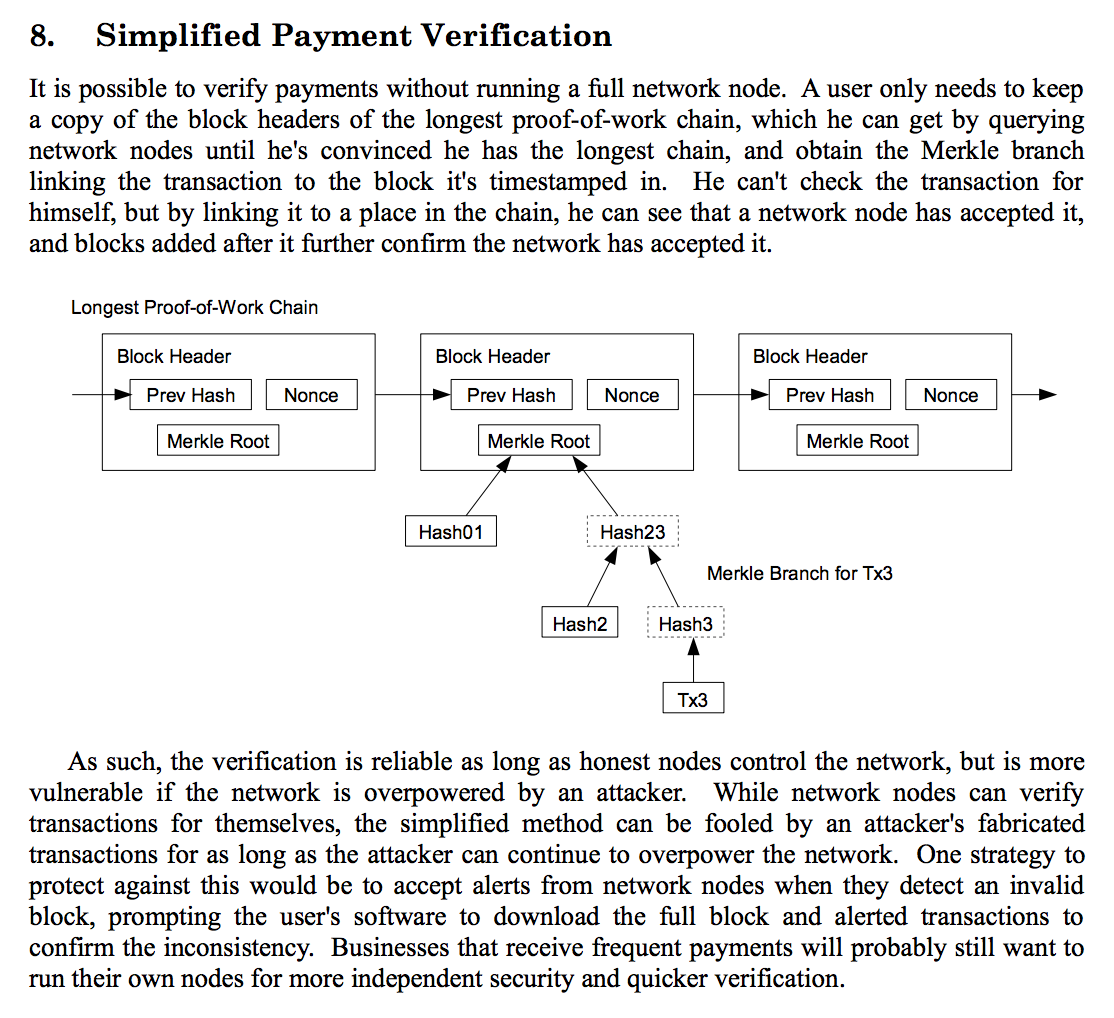 8. Simplified Payment Verification
It is possible to verify payments without running a full network node. A user only needs to keep
a copy of the block headers of the longest proof-of-work chain, which he can get by querying
network nodes until he's convinced he has the longest chain, and obtain the Merkle branch
linking the transaction to the block it's timestamped in. He can't check the transaction for
himself, but by linking it to a place in the chain, he can see that a network node has accepted it,
and blocks added after it further confirm the network has accepted it.
Longest Proof-of-Work Chain
Block Header
Prev Hash
Nonce
Merkle Root
Block Header
Prev Hash
Nonce
Merkle Root
Block Header
Prev Hash
Nonce
Merkle Root
Hash01
Hash23
Merkle Branch for Tx3
Hash2
Hash3
Tx3
As such, the verification is reliable as long as honest nodes control the network, but is more
vulnerable if the network is overpowered by an attacker. While network nodes can verify
transactions for themselves, the simplified method can be fooled by an attacker's fabricated
transactions for as long as the attacker can continue to overpower the network. One strategy to
protect against this would be to accept alerts from network nodes when they detect an invalid
block, prompting the user's software to download the full block and alerted transactions to
confirm the inconsistency. Businesses that receive frequent payments will probably still want to
run their own nodes for more independent security and quicker verification.